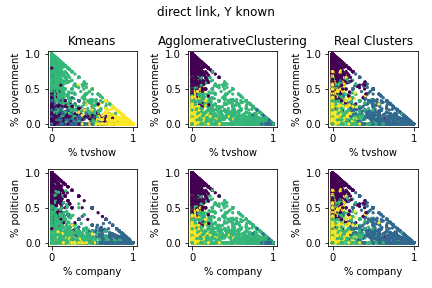 direct link, Y known
Kmeans
AgglomerativeClustering
Real Clusters
% government
1.0
0.5
0.0
0
1
% tvshow
% government
1.0
0.5
0.0
0
1
% tvshow
% government
1.0
0.5
0.0
0
1
% tvshow
% politician
1.0
0.5
0.0
0
1
% company
% politician
1.0
0.5
0.0
0
1
% company
% politician
1.0
0.5
0.0
0
1
% company